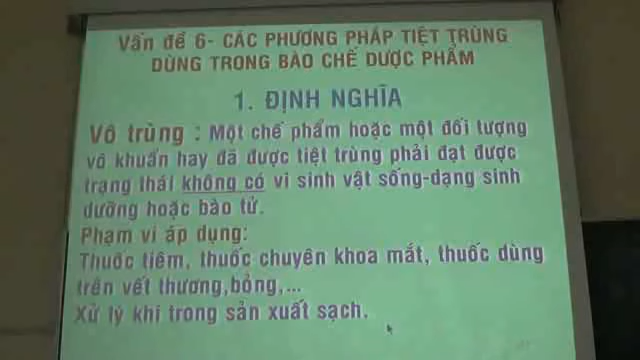 Vấn đề 6- CÁC PHƯƠNG PHÁP TIỆT TRÙNG
DÙNG TRONG BÀO CHẾ DƯỢC PHẨM
1. ĐỊNH NGHĨA
Vô trùng : Một chế phẩm hoặc một đối tượng
vô khuẩn hay đã được tiệt trùng phải đạt được
trạng thái không có vi sinh vật sống-dạng sinh
dưỡng hoặc bào tử.
Phạm vi áp dụng:
Thuốc tiêm, thuốc chuyên khoa mắt, thuốc dùng
trên vết thương,bỏng,...
Xử lý khí trong sản xuất sạch.